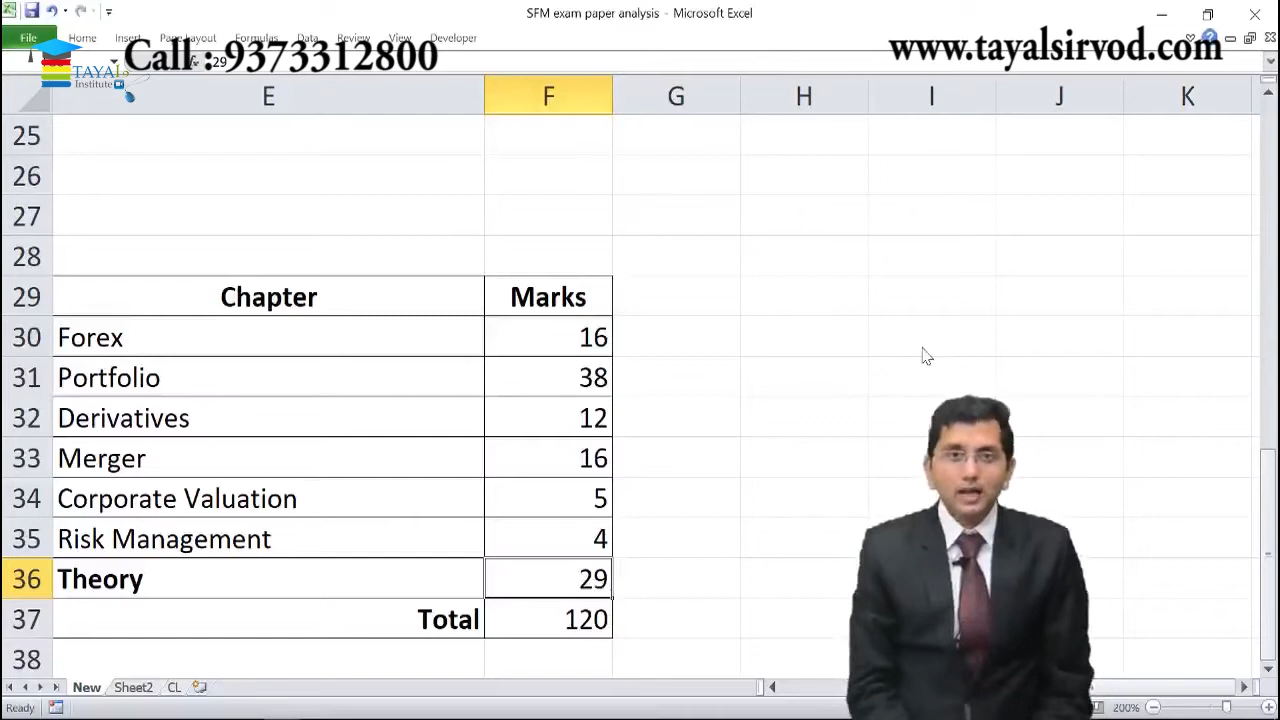 SFM exam paper analysis - Microsoft Excel
File Home Insert Page Layout Formulas Data Review View Developer
Call : 9373312800
www.tayalsirvod.com
TAYAL
Institute
29
E F G H I J K
25
26
27
28
29 Chapter Marks
30 Forex 16
31 Portfolio 38
32 Derivatives 12
33 Merger 16
34 Corporate Valuation 5
35 Risk Management 4
36 Theory 29
37 Total 120
38
New Sheet2 CL
Ready 200%